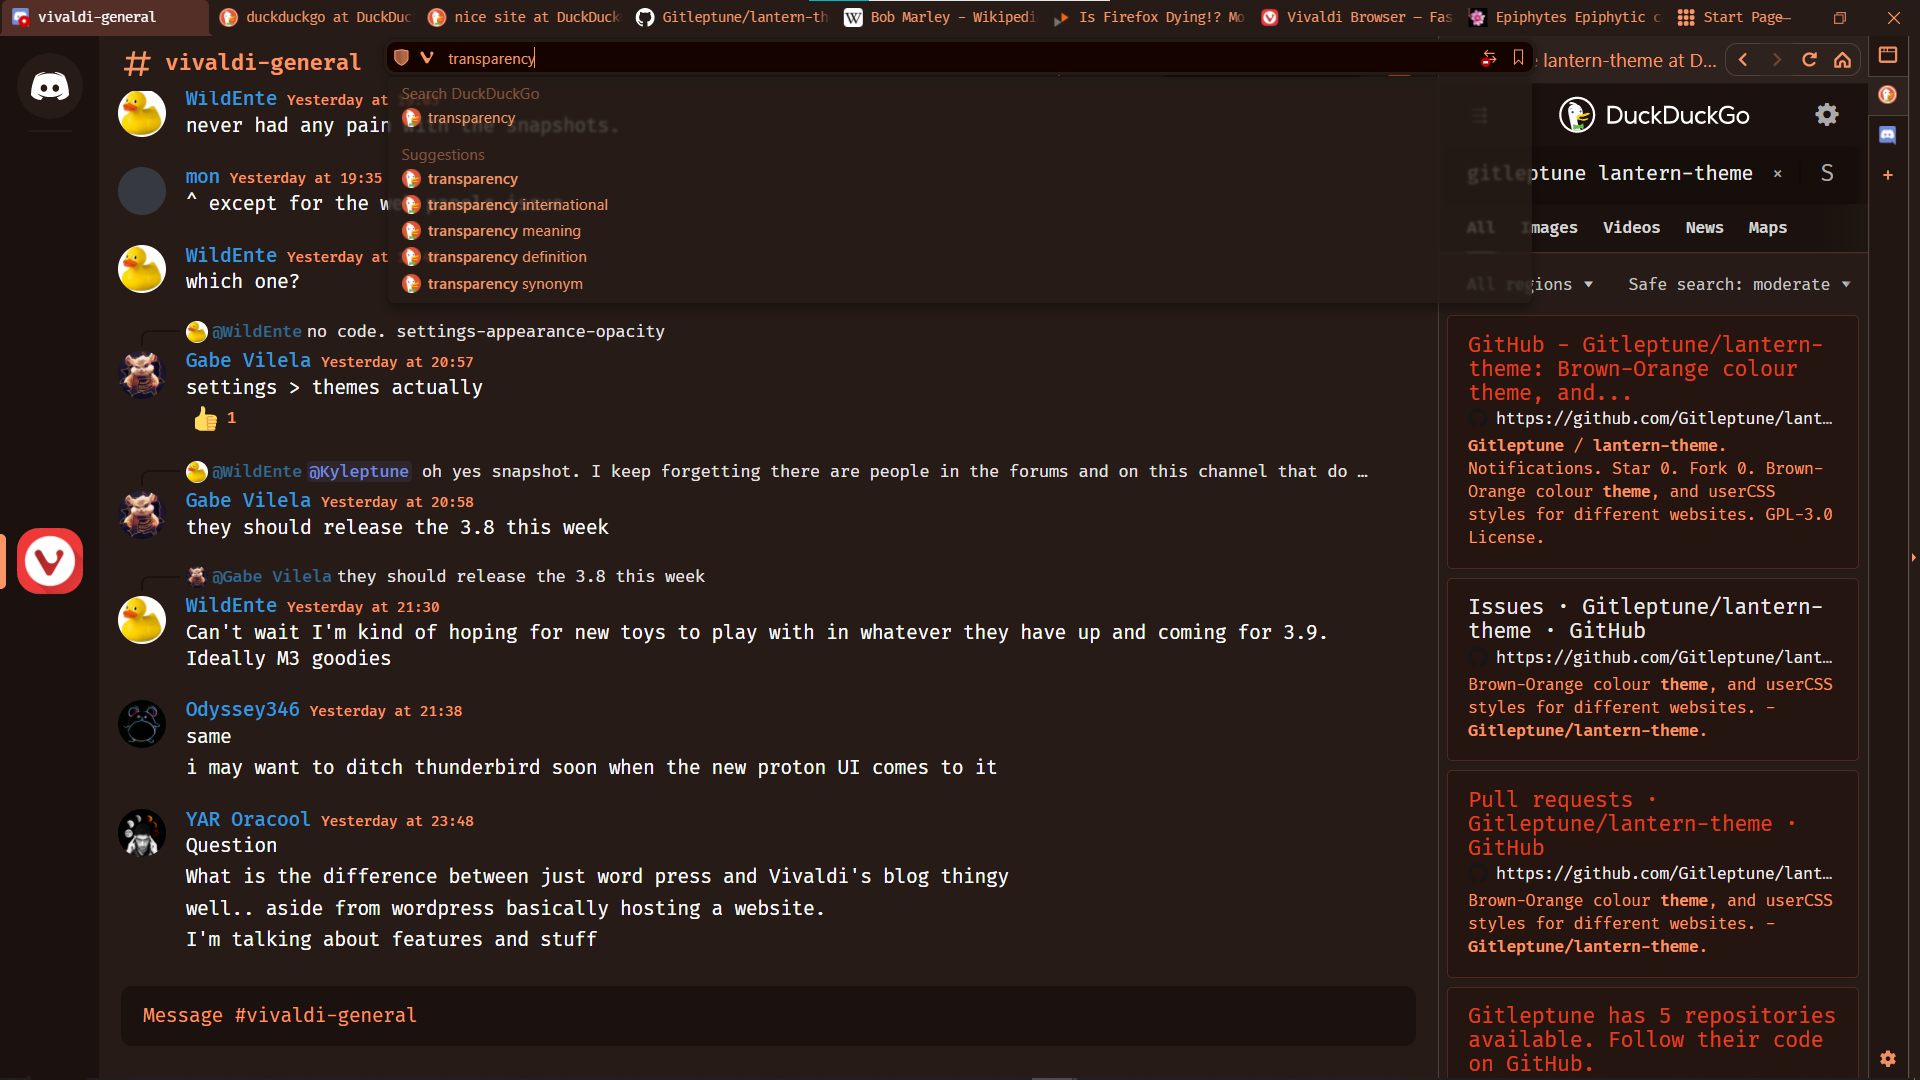 vivaldi-general
duckduckgo at DuckDuc
nice site at DuckDuck
Gitleptune/lantern-th
Bob Marley - Wikipedi
Is Firefox Dying!? Mo
Vivaldi Browser – Fas
Epiphytes Epiphytic c
Start Page
# vivaldi-general
transparency
Search DuckDuckGo
transparency
Suggestions
transparency
transparency international
transparency meaning
transparency definition
transparency synonym
WildEnte Yesterday at
never had any pain with the snapshots.
mon Yesterday at 19:35
^ except for the
WildEnte Yesterday at
which one?
@WildEnte no code. settings-appearance-opacity
Gabe Vilela Yesterday at 20:57
settings > themes actually
👍 1
@WildEnte @Kyleptune oh yes snapshot. I keep forgetting there are people in the forums and on this channel that do …
Gabe Vilela Yesterday at 20:58
they should release the 3.8 this week
@Gabe Vilela they should release the 3.8 this week
WildEnte Yesterday at 21:30
Can't wait I'm kind of hoping for new toys to play with in whatever they have up and coming for 3.9.
Ideally M3 goodies
Odyssey346 Yesterday at 21:38
same
i may want to ditch thunderbird soon when the new proton UI comes to it
YAR Oracool Yesterday at 23:48
Question
What is the difference between just word press and Vivaldi's blog thingy
well.. aside from wordpress basically hosting a website.
I'm talking about features and stuff
Message #vivaldi-general
lantern-theme at D...
DuckDuckGo
gitleptune lantern-theme × S
All Images Videos News Maps
All regions ▼ Safe search: moderate ▼
GitHub - Gitleptune/lantern-
theme: Brown-Orange colour
theme, and...
https://github.com/Gitleptune/lant…
Gitleptune / lantern-theme.
Notifications. Star 0. Fork 0. Brown-
Orange colour theme, and userCSS
styles for different websites. GPL-3.0
License.
Issues · Gitleptune/lantern-
theme · GitHub
https://github.com/Gitleptune/lant…
Brown-Orange colour theme, and userCSS
styles for different websites. -
Gitleptune/lantern-theme.
Pull requests ·
Gitleptune/lantern-theme ·
GitHub
https://github.com/Gitleptune/lant…
Brown-Orange colour theme, and userCSS
styles for different websites. -
Gitleptune/lantern-theme.
Gitleptune has 5 repositories
available. Follow their code
on GitHub.